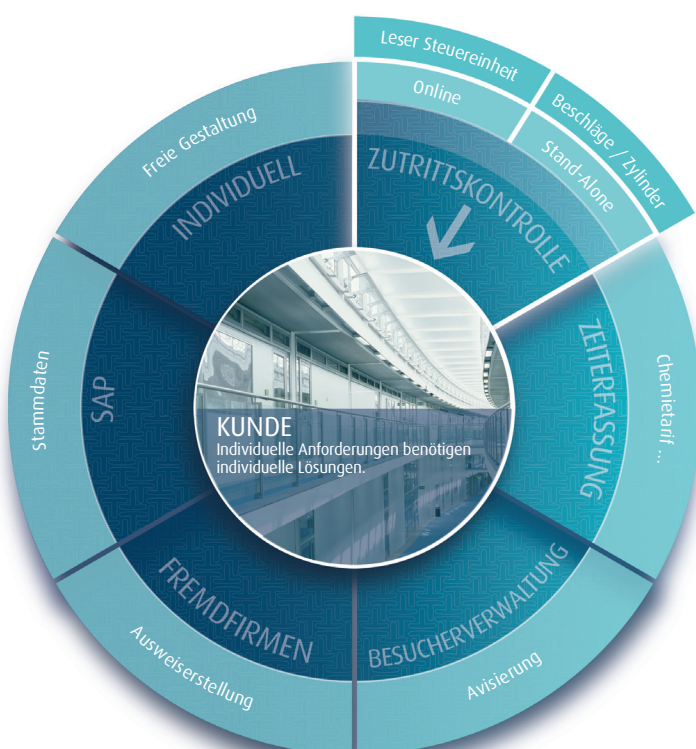 Leser Steuereinheit
Beschläge / Zylinder
Online
Stand-Alone
ZUTRITTSKONTROLLE
Freie Gestaltung
INDIVIDUELL
chemietarif ...
ZEITERFASSUNG
Stammdaten
SAP
KUNDE
Individuelle Anforderungen benötigen
individuelle Lösungen.
FREMDFIRMEN
Ausweiserstellung
BESUCHERVERWALTUNG
Avisierung